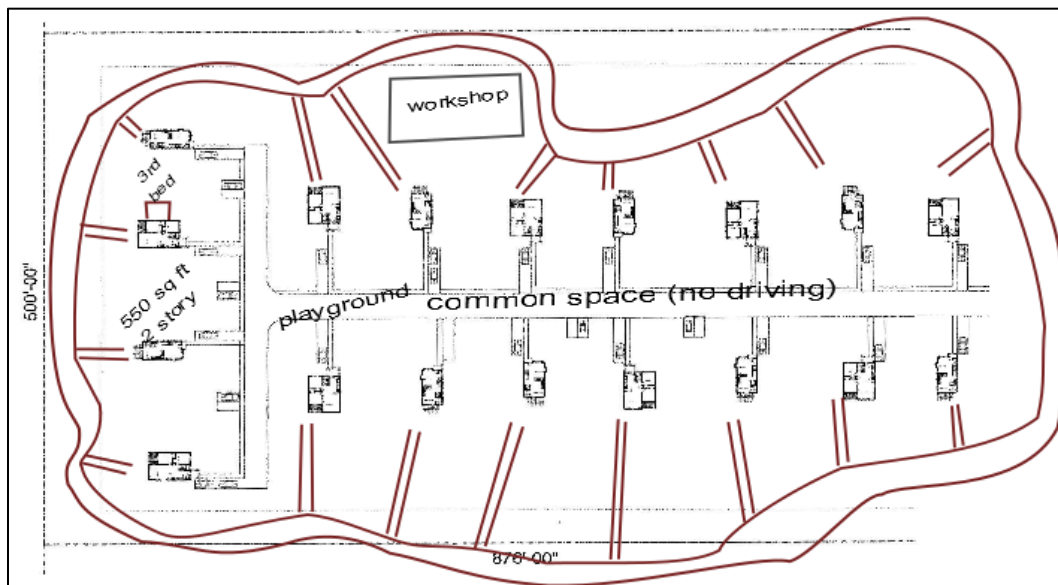 workshop
3rd
bed
500'-00"
550 sq ft
2 story
playground common space (no driving)
876'-00"